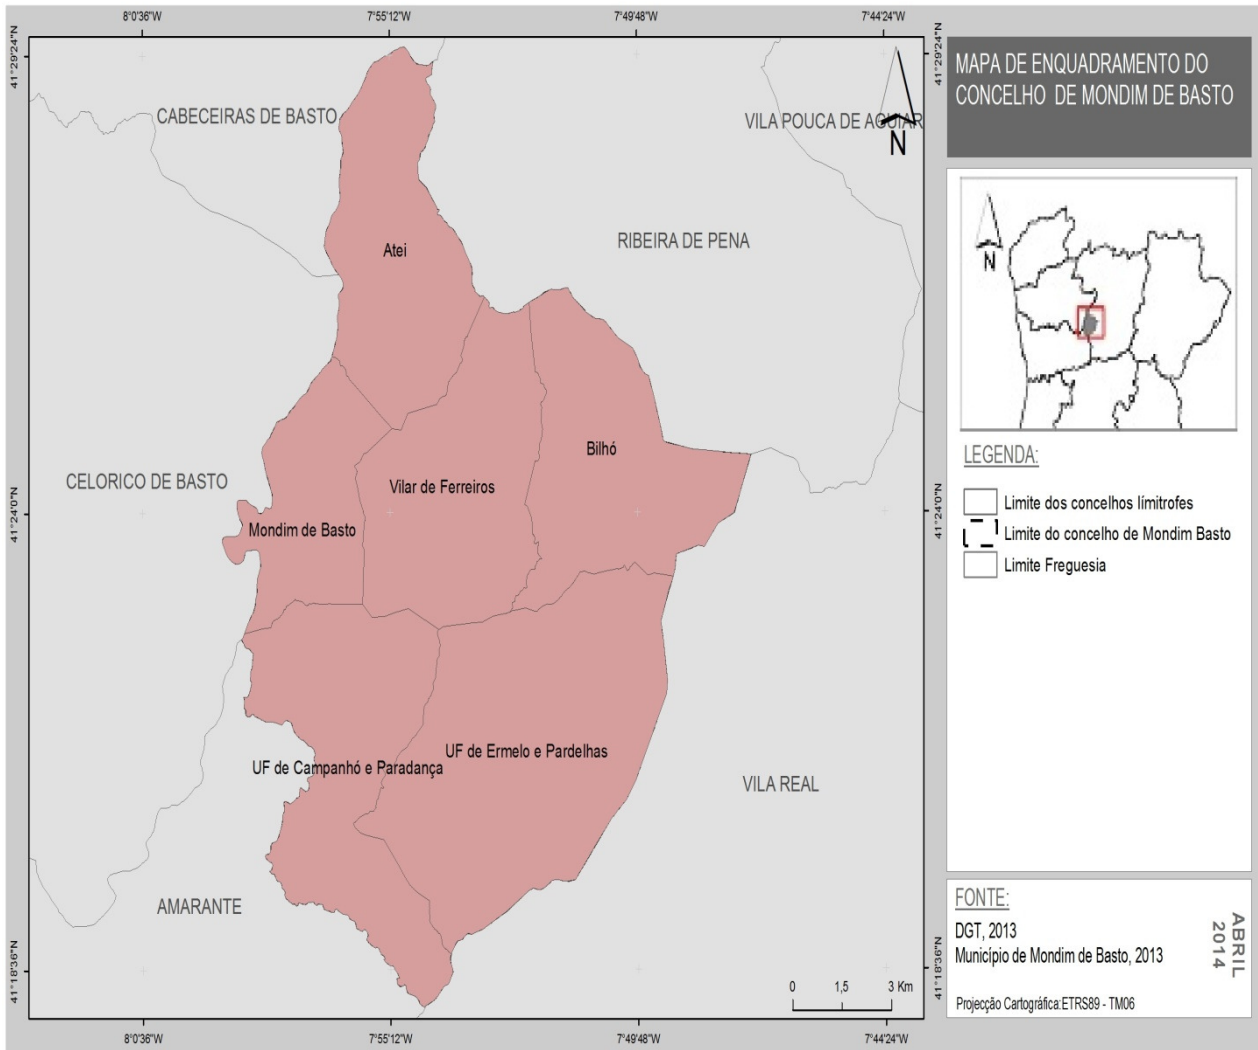 8°0'36"W
7°55'12"W
7°49'48"W
7°44'24"W
41°29'24"N
41°29'24"N
MAPA DE ENQUADRAMENTO DO
CONCELHO DE MONDIM DE BASTO
CABECEIRAS DE BASTO
VILA POUCA DE AGUIAR
N
RIBEIRA DE PENA
Atei
N
Bilhó
LEGENDA:
CELORICO DE BASTO
Vilar de Ferreiros
Limite dos concelhos límitrofes
41°24'0"N
41°24'0"N
Mondim de Basto
Limite do concelho de Mondim Basto
Limite Freguesia
UF de Ermelo e Pardelhas
UF de Campanhó e Paradança
VILA REAL
AMARANTE
FONTE:
DGT, 2013
Município de Mondim de Basto, 2013
ABRIL
2014
41°18'36"N
41°18'36"N
0 1,5 3 Km
Projecção Cartográfica:ETRS89 - TM06
8°0'36"W
7°55'12"W
7°49'48"W
7°44'24"W